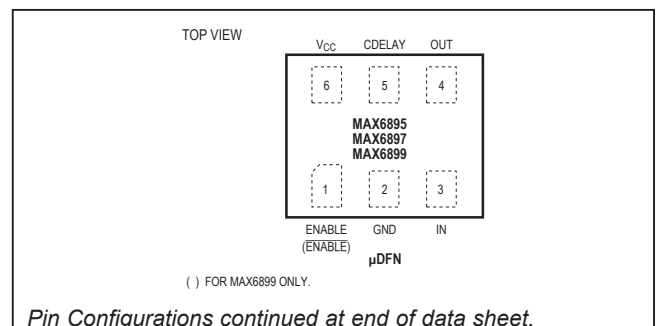 TOP VIEW
VCC CDELAY OUT
6 5 4
MAX6895
MAX6897
MAX6899
1 2 3
ENABLE GND IN
(ENABLE)
µDFN
( ) FOR MAX6899 ONLY.
Pin Configurations continued at end of data sheet.